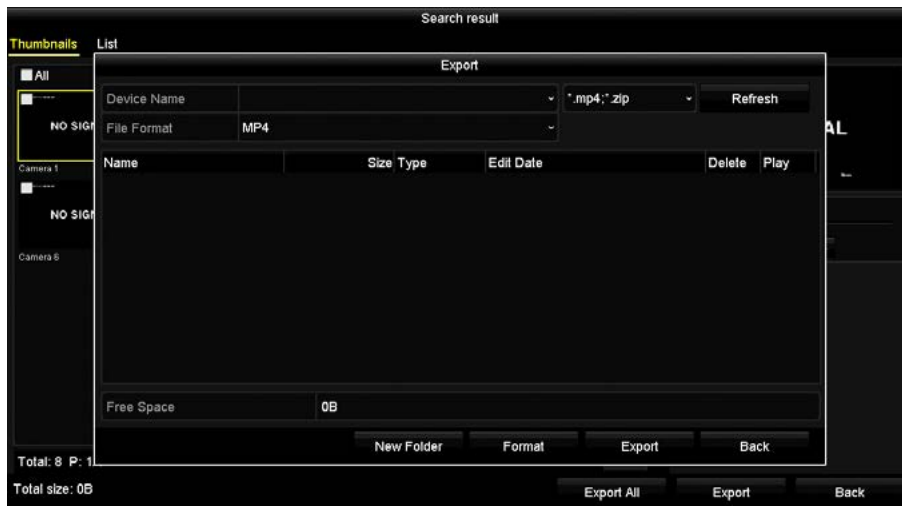 Search result
Thumbnails List
Export
All
Device Name *.mp4;*.zip Refresh
NO SIG
File Format MP4
AL
Camera 1
Name Size Type Edit Date Delete Play
NO SIG
Camera 6
Free Space 0B
New Folder Format Export Back
Total: 8 P: 1
Total size: 0B
Export All Export Back